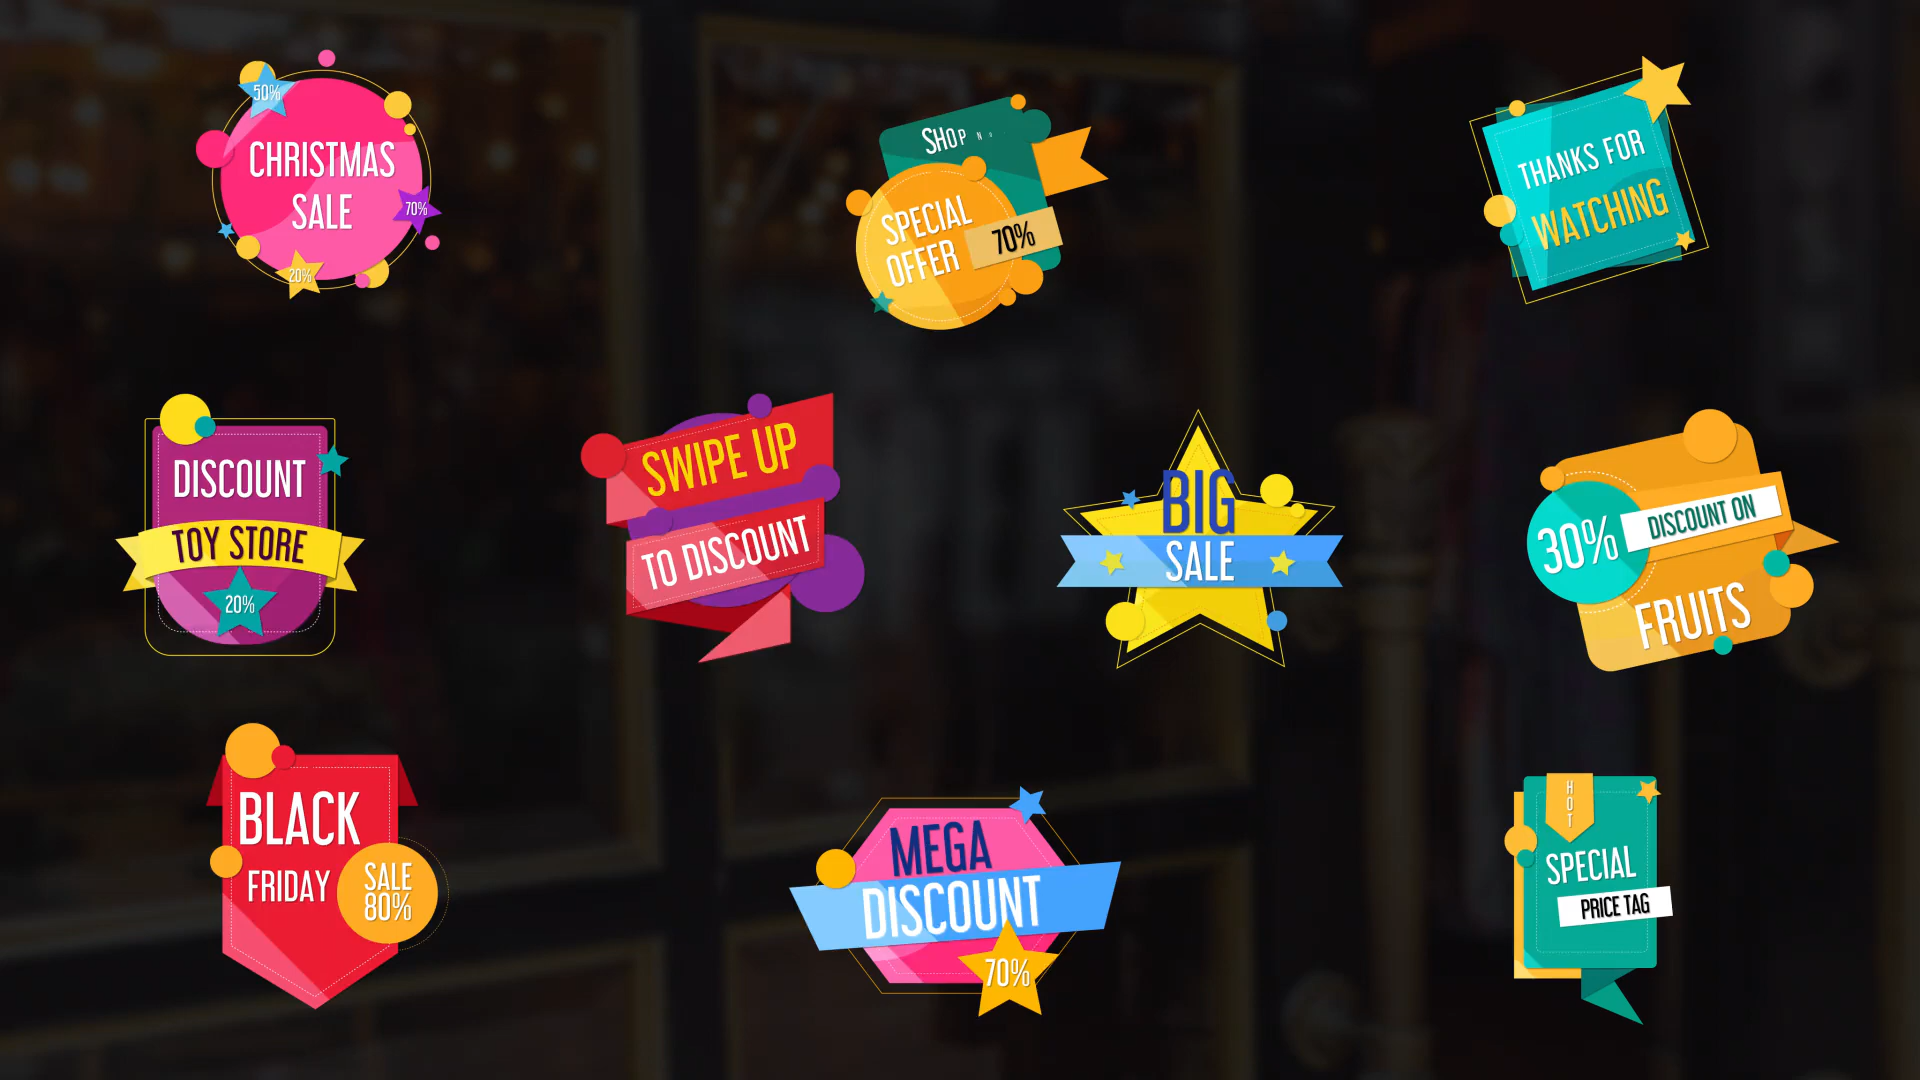 50%
CHRISTMAS
SALE
70%
20%
SHOP N
SPECIAL
OFFER
70%
THANKS FOR
WATCHING
DISCOUNT
TOY STORE
20%
SWIPE UP
TO DISCOUNT
BIG
SALE
30%
DISCOUNT ON
FRUITS
BLACK
FRIDAY
SALE
80%
MEGA
DISCOUNT
70%
HOT
SPECIAL
PRICE TAG